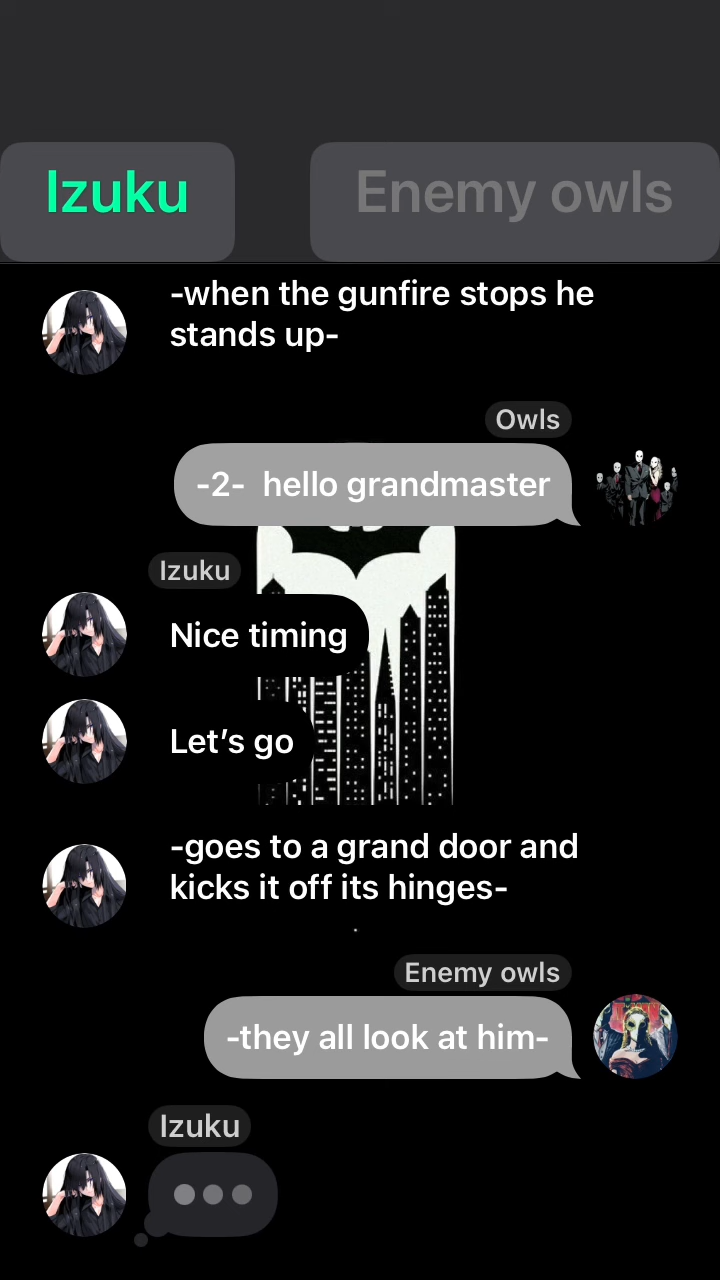 Izuku
Enemy owls
-when the gunfire stops he
stands up-
Owls
-2-  hello grandmaster
Izuku
Nice timing
Let’s go
-goes to a grand door and
kicks it off its hinges-
Enemy owls
-they all look at him-
Izuku